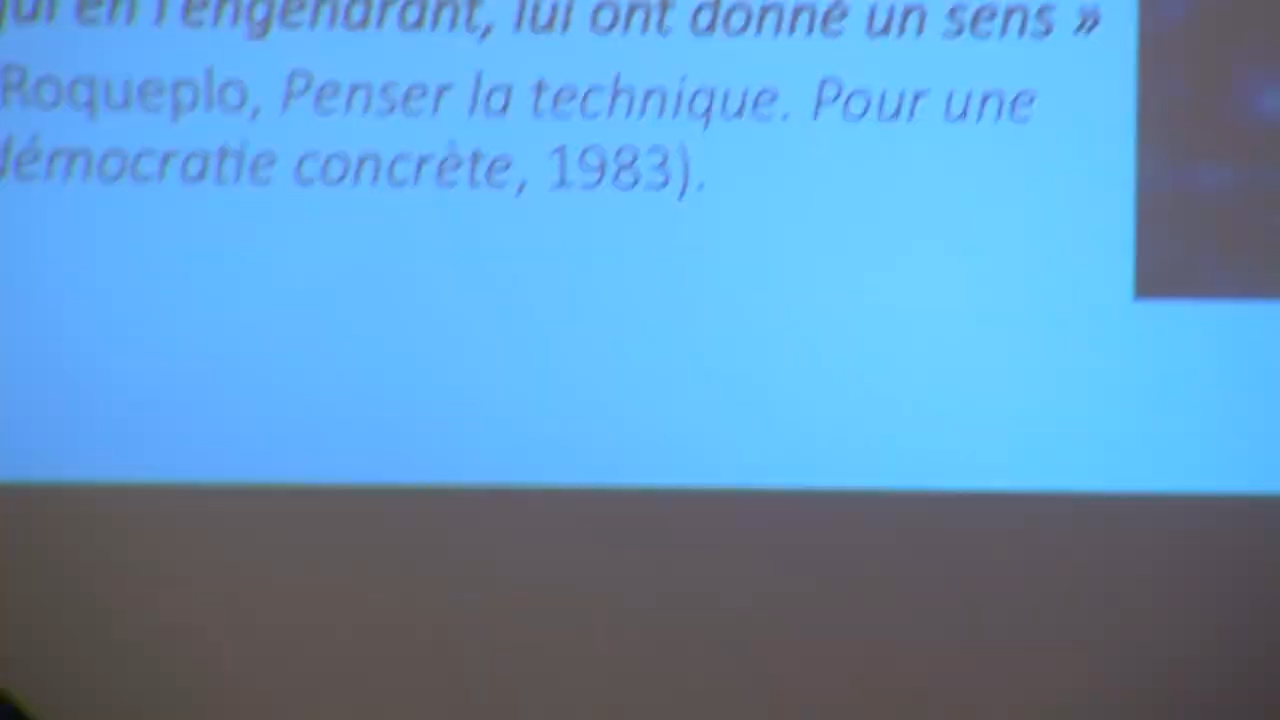 qui en l'engendrant, lui ont donné un sens »
Roqueplo, Penser la technique. Pour une
démocratie concrète, 1983).